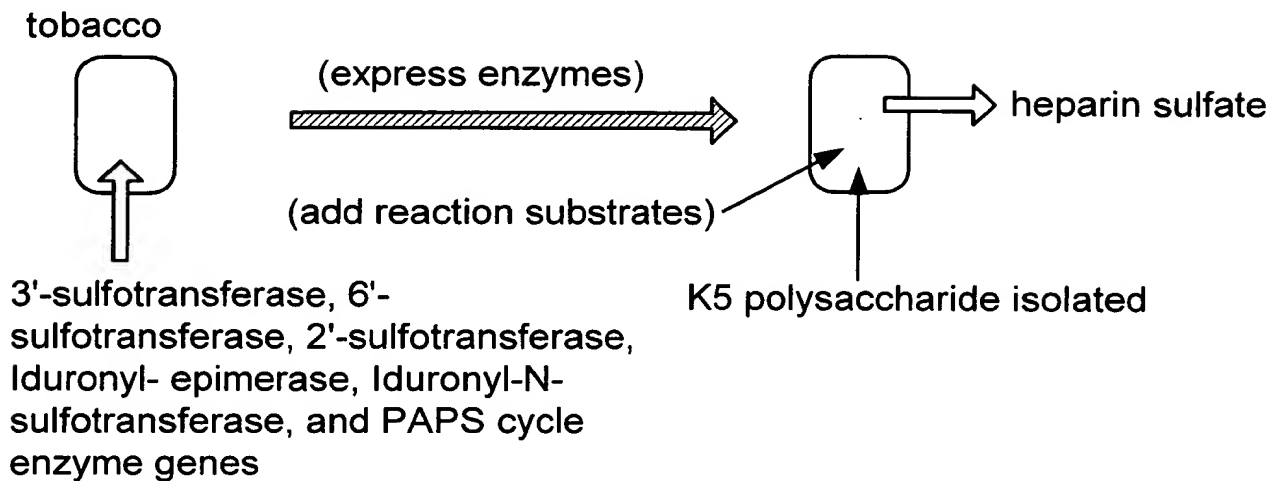 tobacco
(express enzymes)
heparin sulfate
(add reaction substrates)
K5 polysaccharide isolated
3'-sulfotransferase, 6'-
sulfotransferase, 2'-sulfotransferase,
Iduronyl- epimerase, Iduronyl-N-
sulfotransferase, and PAPS cycle
enzyme genes